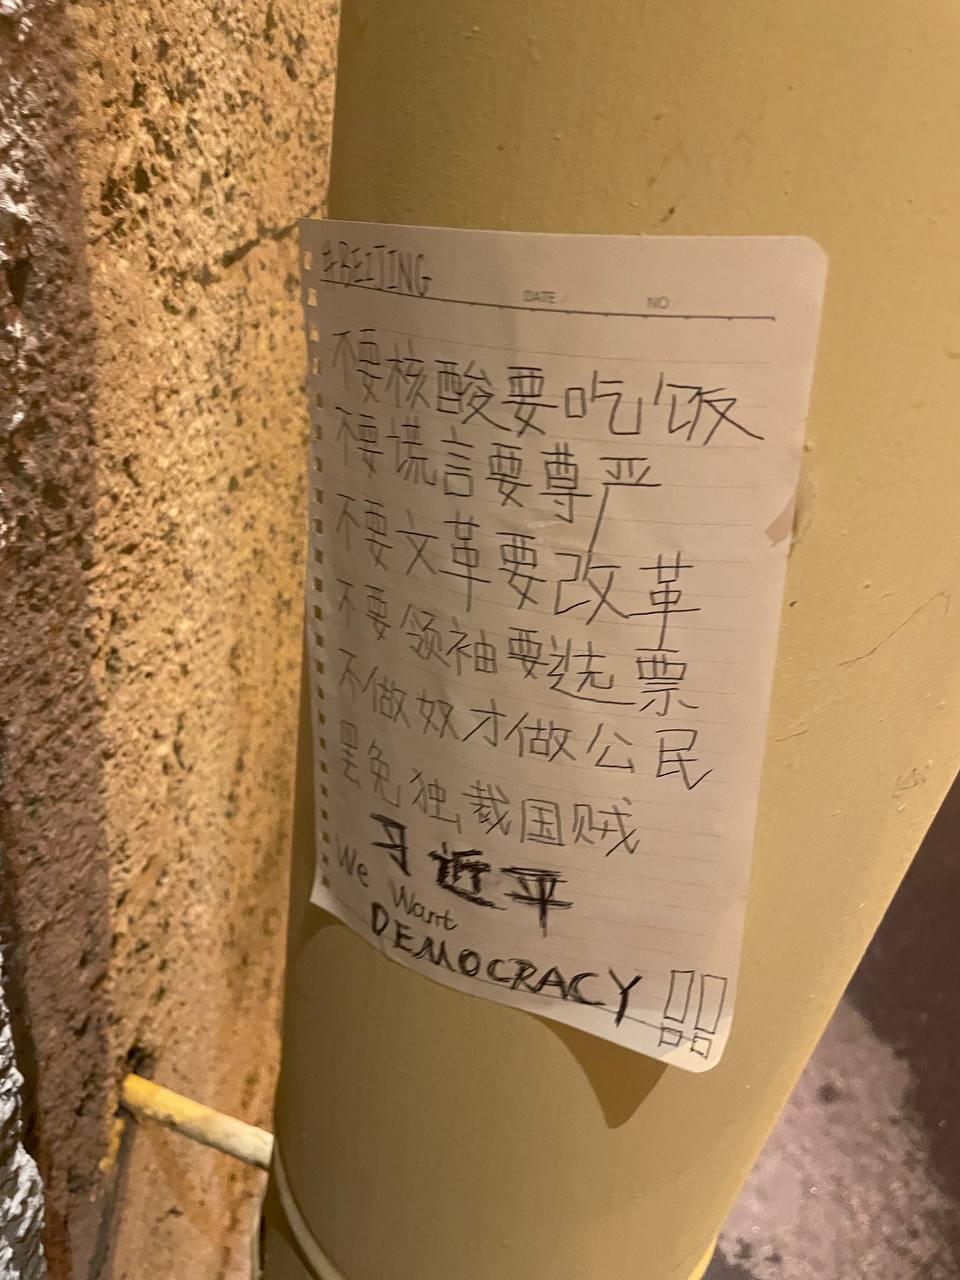 #BEIJING
DATE / NO /
不要核酸要吃饭
不要谎言要尊严
不要文革要改革
不要领袖要选票
不做奴才做公民
罢免独裁国贼
习近平
We Want
DEMOCRACY!!